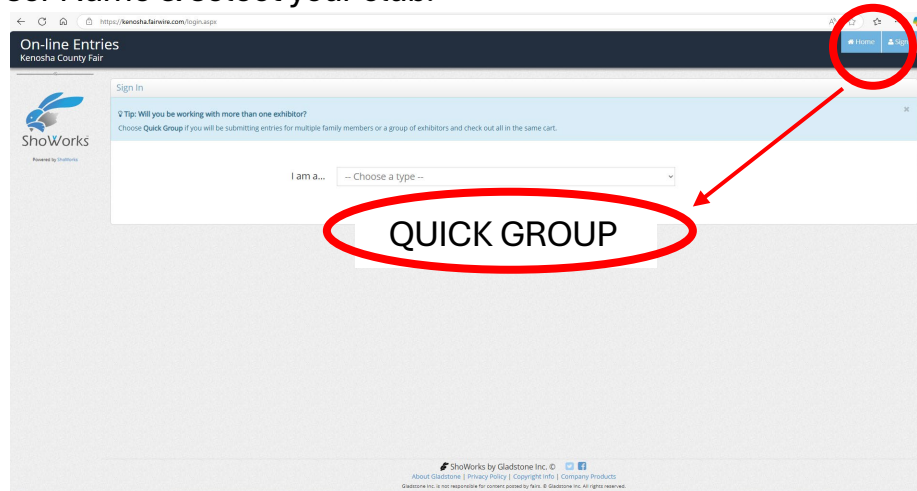 https://kenosha.fairwire.com/login.aspx
On-line Entries
Kenosha County Fair
Home
Sign
Sign In
Tip: Will you be working with more than one exhibitor?
Choose Quick Group if you will be submitting entries for multiple family members or a group of exhibitors and check out all in the same cart.
ShoWorks
Powered by ShoWorks
I am a... -- Choose a type --
QUICK GROUP
ShoWorks by Gladstone Inc. ©
About Gladstone | Privacy Policy | Copyright Info | Company Products
Gladstone Inc. is not responsible for content posted by fairs. © Gladstone Inc. All rights reserved.